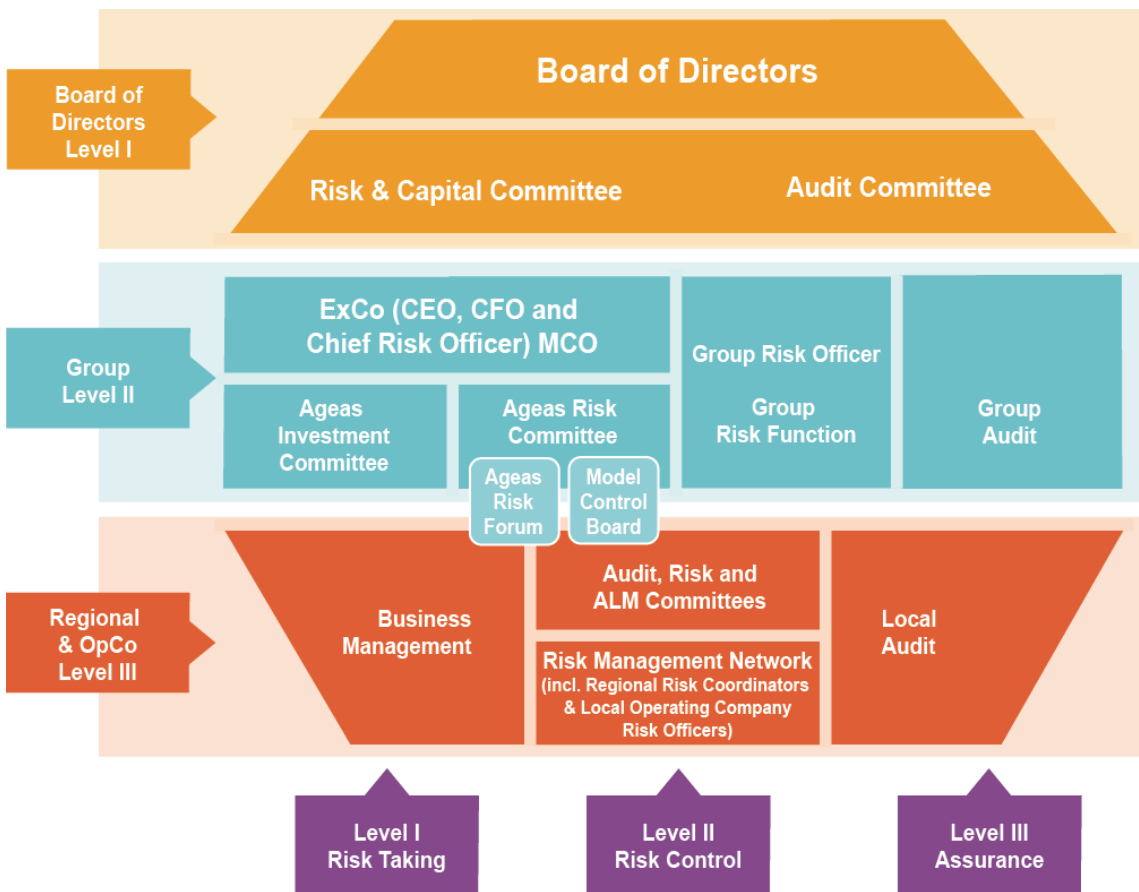 Board of Directors
Board of
Directors
Level I
Risk & Capital Committee
Audit Committee
ExCo (CEO, CFO and
Chief Risk Officer) MCO
Group Risk Officer
Group
Risk Function
Group
Audit
Group
Level II
Ageas
Investment
Committee
Ageas Risk
Committee
Ageas
Risk
Forum
Model
Control
Board
Regional
& OpCo
Level III
Business
Management
Audit, Risk and
ALM Committees
Risk Management Network
(incl. Regional Risk Coordinators
& Local Operating Company
Risk Officers)
Local
Audit
Level I
Risk Taking
Level II
Risk Control
Level III
Assurance